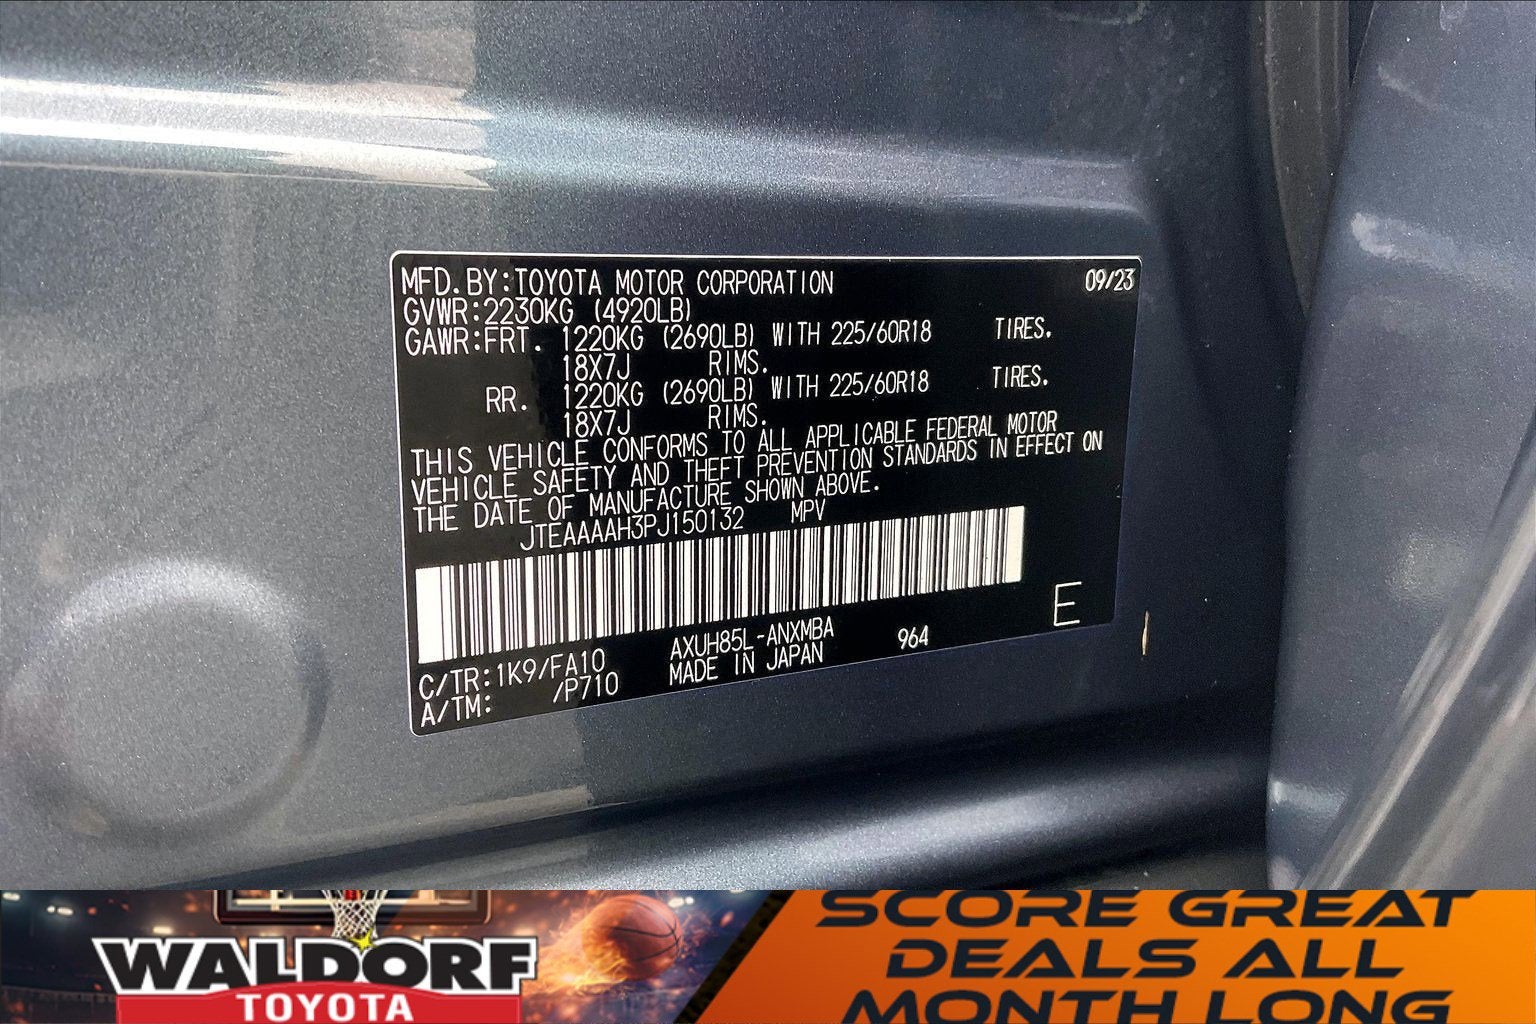 MFD. BY:TOYOTA MOTOR CORPORATION 09/23
GVWR:2230KG (4920LB)
GAWR:FRT. 1220KG (2690LB) WITH 225/60R18 TIRES.
18X7J RIMS.
RR. 1220KG (2690LB) WITH 225/60R18 TIRES.
18X7J RIMS.
THIS VEHICLE CONFORMS TO ALL APPLICABLE FEDERAL MOTOR
VEHICLE SAFETY AND THEFT PREVENTION STANDARDS IN EFFECT ON
THE DATE OF MANUFACTURE SHOWN ABOVE.
JTEAAAAH3PJ150132 MPV
E
C/TR:1K9/FA10 AXUH85L-ANXMBA 964
A/TM: /P710 MADE IN JAPAN
WALDORF
TOYOTA
SCORE GREAT
DEALS ALL
MONTH LONG